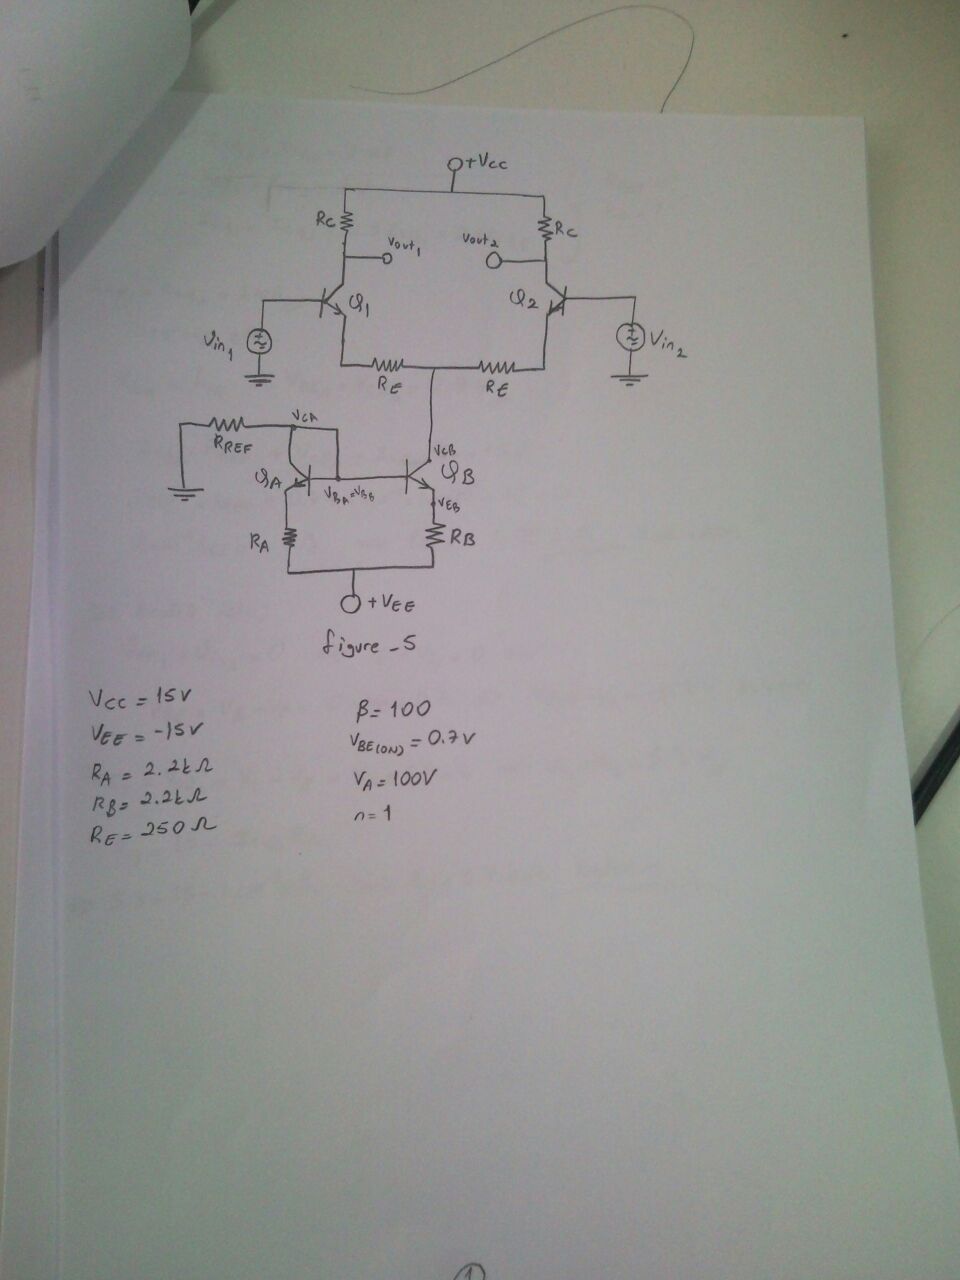 +Vcc
Rc
Rc
Vout1
Vout2
Q1
Q2
Vin1
Vin2
RE
RE
VCA
RREF
VCB
QA
QB
VBA=VBB
VEB
RA
RB
+VEE
figure - 5
VCC = 15V
VEE = -15V
RA = 2.2kΩ
RB = 2.2kΩ
RE = 250Ω
β = 100
VBE(ON) = 0.7V
VA = 100V
n = 1
1